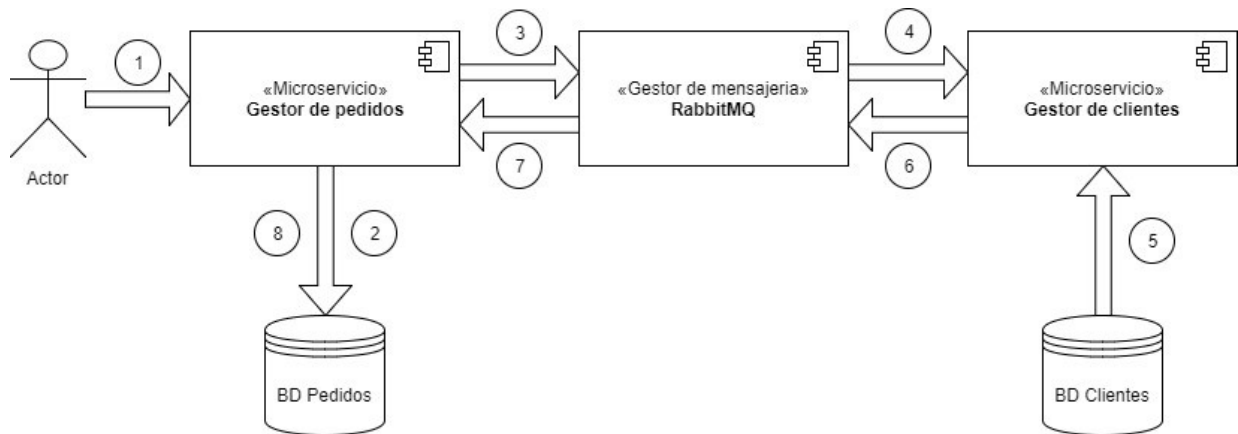 1
3
4
«Microservicio»
Gestor de pedidos
«Gestor de mensajeria»
RabbitMQ
«Microservicio»
Gestor de clientes
Actor
7
6
8
2
5
BD Pedidos
BD Clientes